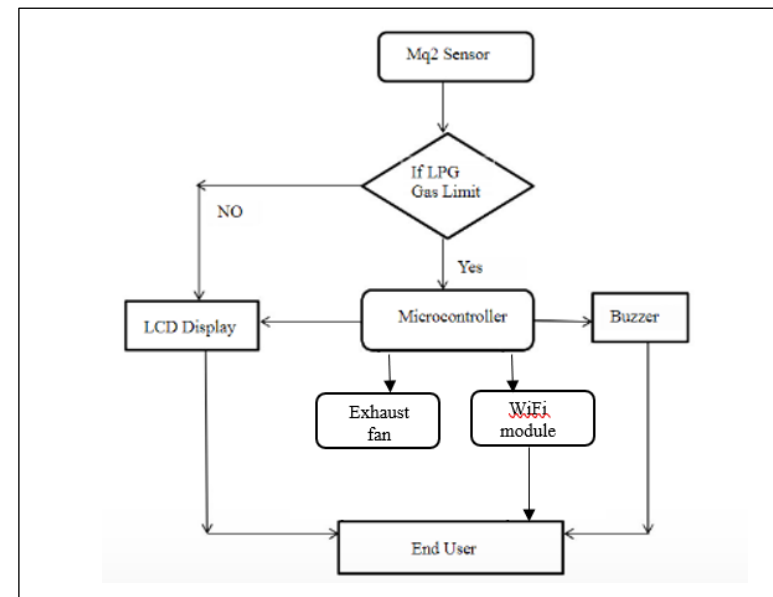 Mq2 Sensor
If LPG
Gas Limit
NO
Yes
LCD Display
Microcontroller
Buzzer
Exhaust
fan
WiFi
module
End User